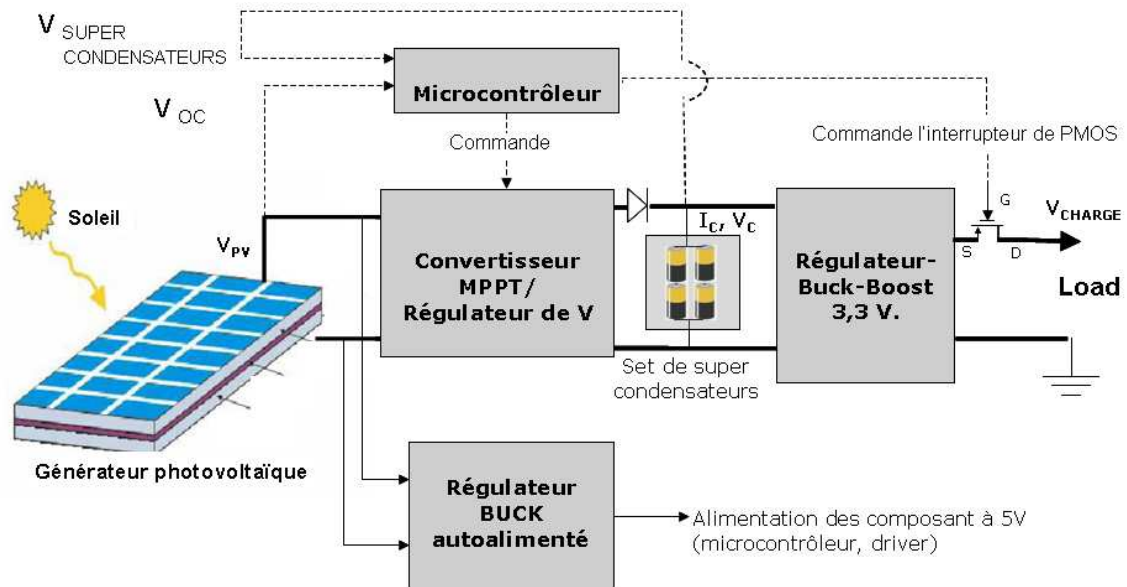 V SUPER
CONDENSATEURS
V OC
Microcontrôleur
Commande
Commande l'interrupteur de PMOS
Soleil
V PV
Convertisseur
MPPT/
Régulateur de V
I C, V C
Régulateur-
Buck-Boost
3,3 V.
G
S
D
V CHARGE
Load
Set de super
condensateurs
Générateur photovoltaïque
Régulateur
BUCK
autoalimenté
Alimentation des composant à 5V
(microcontrôleur, driver)